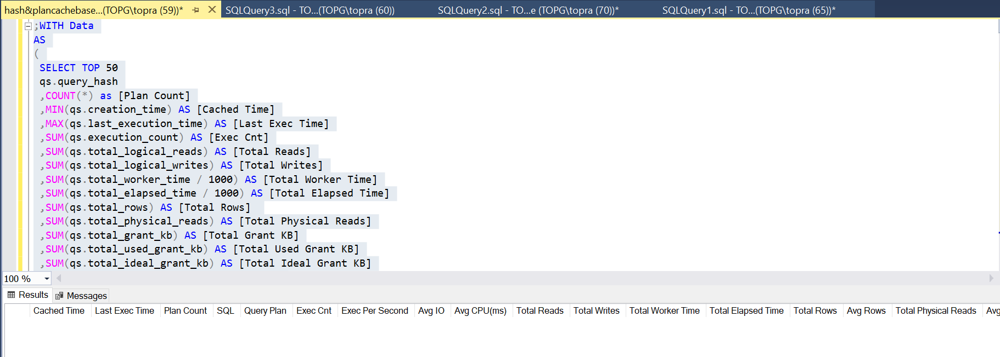 hash&plancachebase...(TOPG\topra (59))*
SQLQuery3.sql - TO...(TOPG\topra (60))
SQLQuery2.sql - TO...e (TOPG\topra (70))*
SQLQuery1.sql - TO...(TOPG\topra (65))*
;WITH Data
AS
(
SELECT TOP 50
qs.query_hash
,COUNT(*) as [Plan Count]
,MIN(qs.creation_time) AS [Cached Time]
,MAX(qs.last_execution_time) AS [Last Exec Time]
,SUM(qs.execution_count) AS [Exec Cnt]
,SUM(qs.total_logical_reads) AS [Total Reads]
,SUM(qs.total_logical_writes) AS [Total Writes]
,SUM(qs.total_worker_time / 1000) AS [Total Worker Time]
,SUM(qs.total_elapsed_time / 1000) AS [Total Elapsed Time]
,SUM(qs.total_rows) AS [Total Rows]
,SUM(qs.total_physical_reads) AS [Total Physical Reads]
,SUM(qs.total_grant_kb) AS [Total Grant KB]
,SUM(qs.total_used_grant_kb) AS [Total Used Grant KB]
,SUM(qs.total_ideal_grant_kb) AS [Total Ideal Grant KB]
100 %
Results Messages
Cached Time Last Exec Time Plan Count SQL Query Plan Exec Cnt Exec Per Second Avg IO Avg CPU(ms) Total Reads Total Writes Total Worker Time Total Elapsed Time Total Rows Avg Rows Total Physical Reads Avg